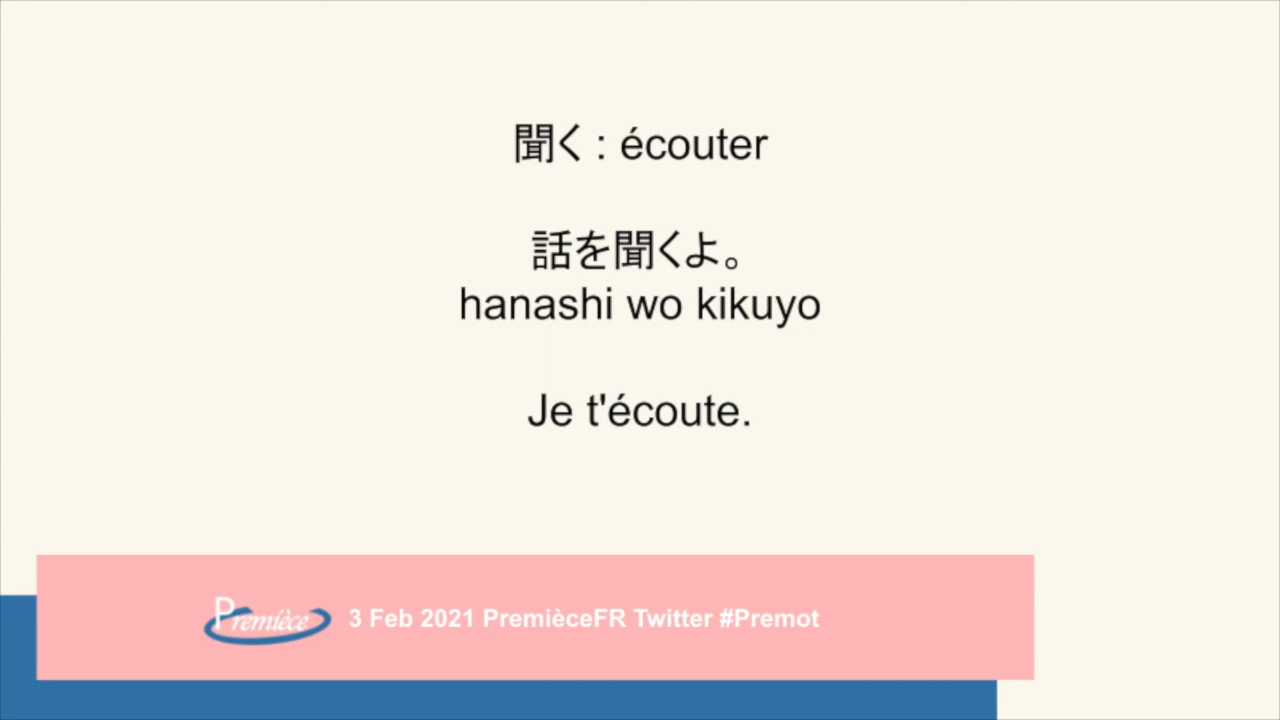 聞く : écouter
話を聞くよ。
hanashi wo kikuyo
Je t'écoute.
Premièce
3 Feb 2021 PremièceFR Twitter #Premot